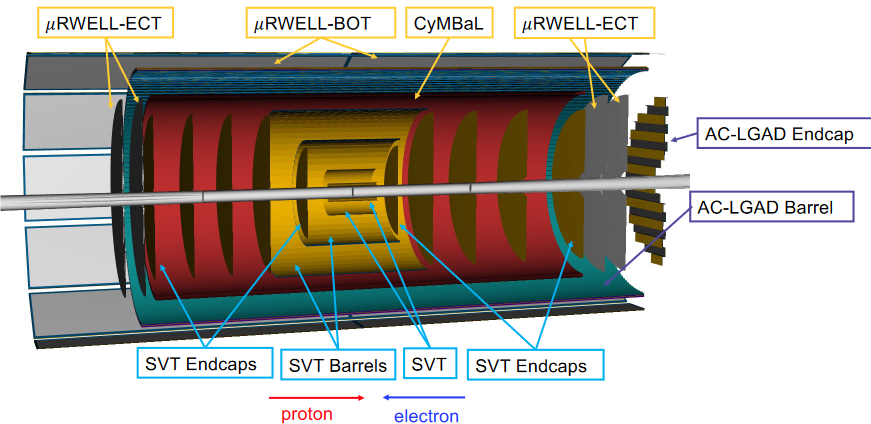 μRWELL-ECT
μRWELL-BOT
CyMBaL
μRWELL-ECT
AC-LGAD Endcap
AC-LGAD Barrel
SVT Endcaps
SVT Barrels
SVT
SVT Endcaps
proton
electron